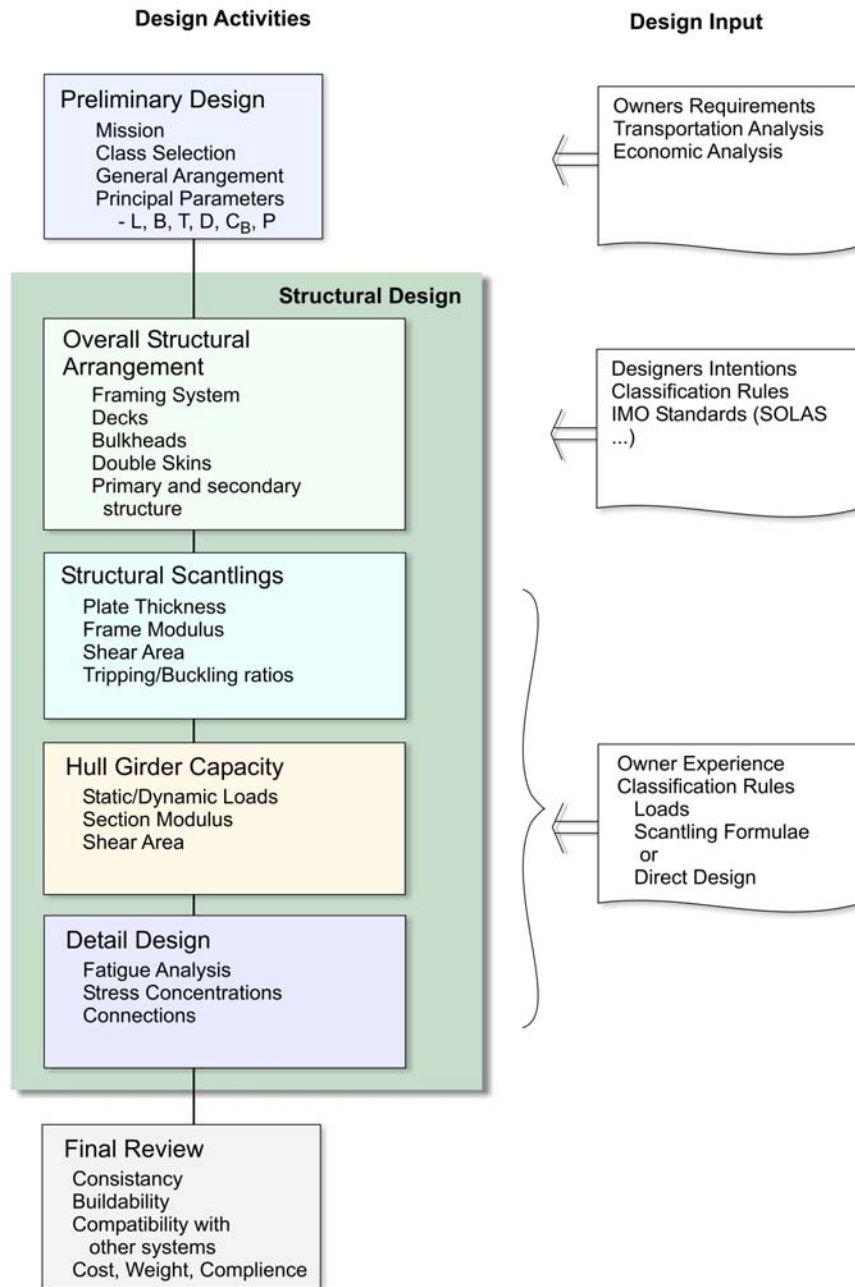 Design Activities
Design Input
Preliminary Design
Mission
Class Selection
General Arangement
Principal Parameters
- L, B, T, D, C_B, P
Owners Requirements
Transportation Analysis
Economic Analysis
Structural Design
Overall Structural
Arrangement
Framing System
Decks
Bulkheads
Double Skins
Primary and secondary
structure
Designers Intentions
Classification Rules
IMO Standards (SOLAS
...)
Structural Scantlings
Plate Thickness
Frame Modulus
Shear Area
Tripping/Buckling ratios
Hull Girder Capacity
Static/Dynamic Loads
Section Modulus
Shear Area
Owner Experience
Classification Rules
Loads
Scantling Formulae
or
Direct Design
Detail Design
Fatigue Analysis
Stress Concentrations
Connections
Final Review
Consistancy
Buildability
Compatibility with
other systems
Cost, Weight, Complience